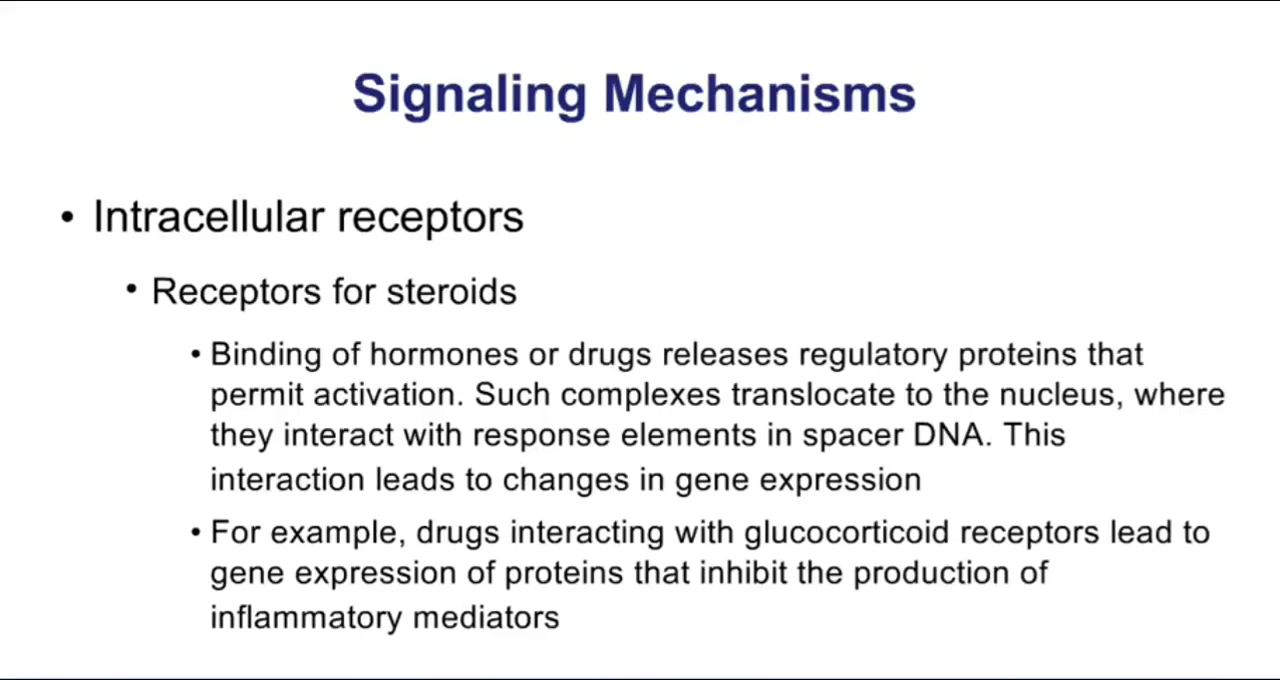 Signaling Mechanisms
• Intracellular receptors
• Receptors for steroids
• Binding of hormones or drugs releases regulatory proteins that
permit activation. Such complexes translocate to the nucleus, where
they interact with response elements in spacer DNA. This
interaction leads to changes in gene expression
• For example, drugs interacting with glucocorticoid receptors lead to
gene expression of proteins that inhibit the production of
inflammatory mediators